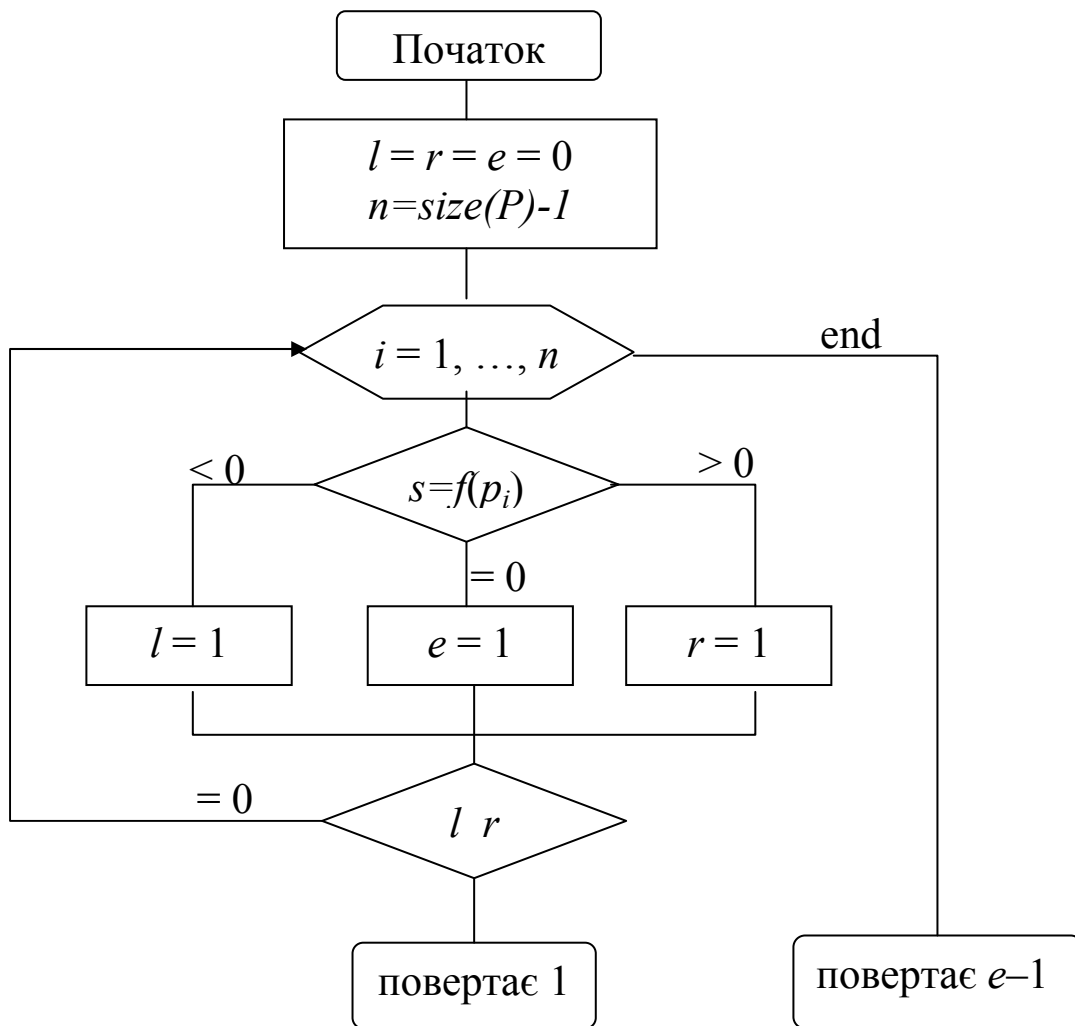 Початок
l = r = e = 0
n=size(P)-1
i = 1, …, n
end
< 0
s=f(pᵢ)
> 0
= 0
l = 1
e = 1
r = 1
= 0
l r
повертає 1
повертає e–1